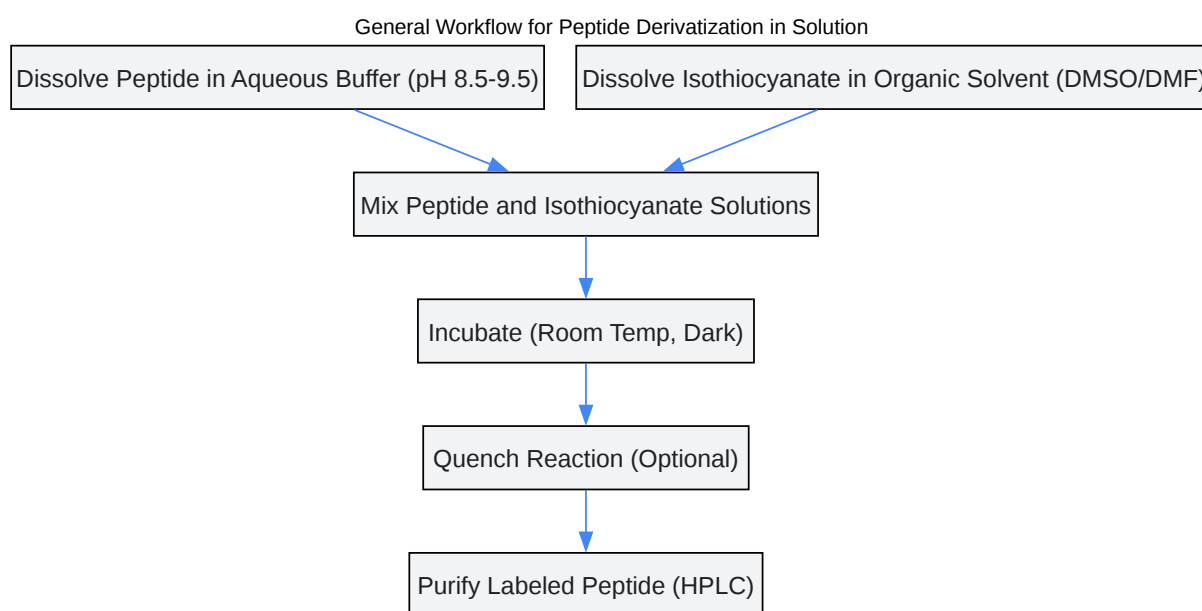 General Workflow for Peptide Derivatization in Solution
Dissolve Peptide in Aqueous Buffer (pH 8.5-9.5)
Dissolve Isothiocyanate in Organic Solvent (DMSO/DMF)
Mix Peptide and Isothiocyanate Solutions
Incubate (Room Temp, Dark)
Quench Reaction (Optional)
Purify Labeled Peptide (HPLC)